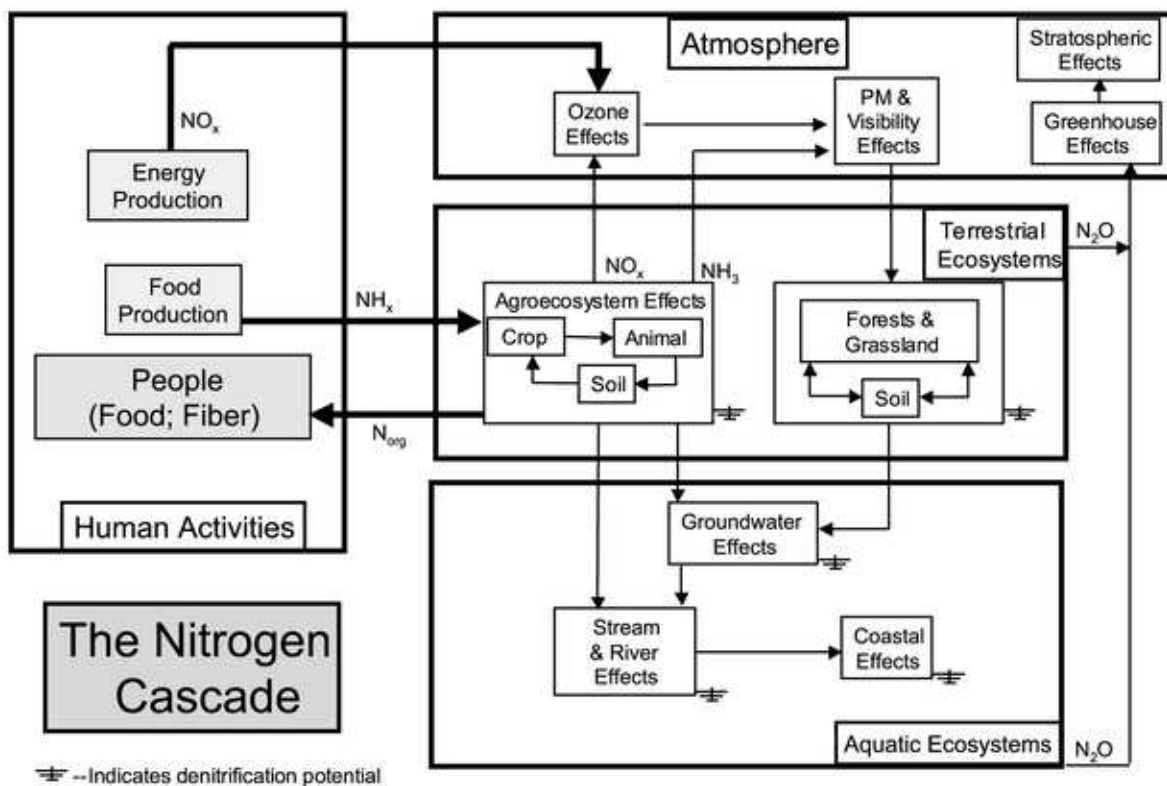 Atmosphere
Stratospheric
Effects
NOx
Ozone
Effects
PM &
Visibility
Effects
Greenhouse
Effects
Energy
Production
Terrestrial
Ecosystems
N2O
NOx
NH3
Food
Production
NHx
Agroecosystem Effects
Crop
Animal
Soil
Forests &
Grassland
Soil
People
(Food; Fiber)
Norg
Human Activities
Groundwater
Effects
The Nitrogen
Cascade
Stream
& River
Effects
Coastal
Effects
Aquatic Ecosystems
N2O
--Indicates denitrification potential